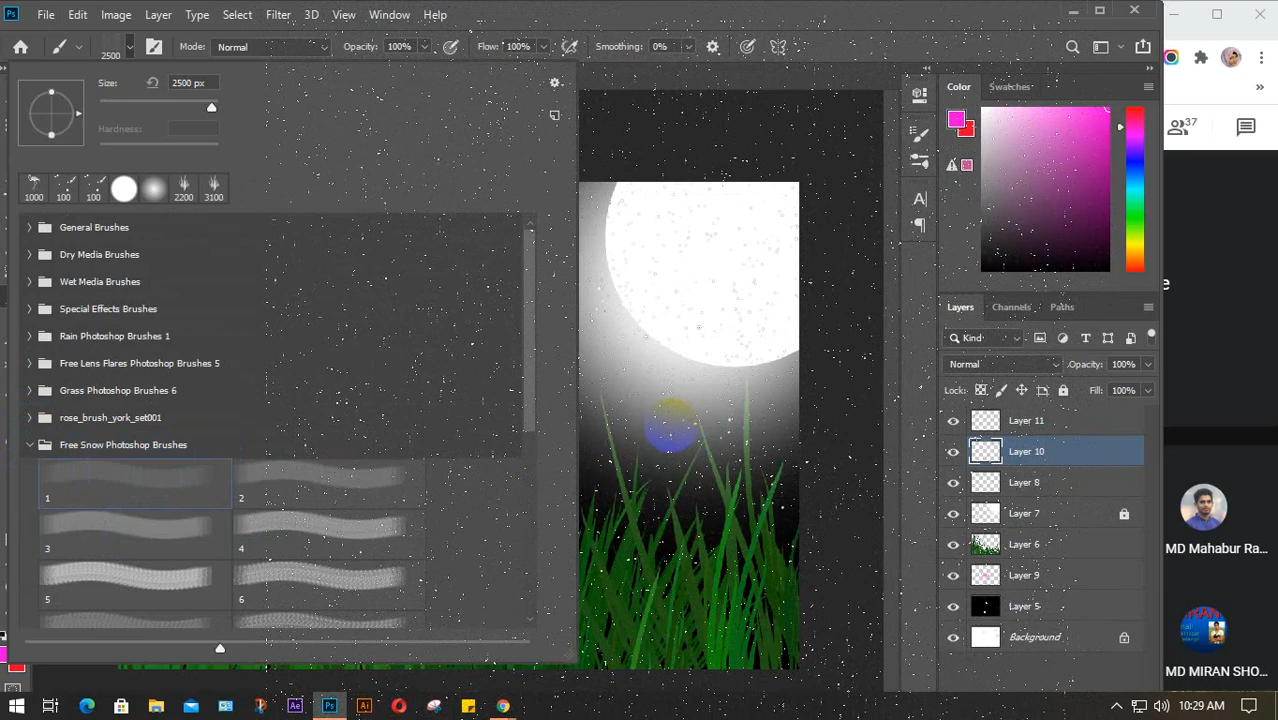 Ps File Edit Image Layer Type Select Filter 3D View Window Help
2500 Mode: Normal Opacity: 100% Flow: 100% Smoothing: 0%
Size: 2500 px
Hardness:
1000 100 100 2200 3100
General Brushes
Dry Media Brushes
Wet Media Brushes
Special Effects Brushes
Rain Photoshop Brushes 1
Free Lens Flares Photoshop Brushes 5
Grass Photoshop Brushes 6
rose_brush_york_set001
Free Snow Photoshop Brushes
1 2
3 4
5 6
Color Swatches
Layers Channels Paths
Kind
Normal Opacity: 100%
Lock: Fill: 100%
Layer 11
Layer 10
Layer 8
Layer 7
Layer 6
Layer 9
Layer 5
Background
37
e
MD Mahabur Ra...
MD MIRAN SHO...
Ae Ps Ai
10:29 AM